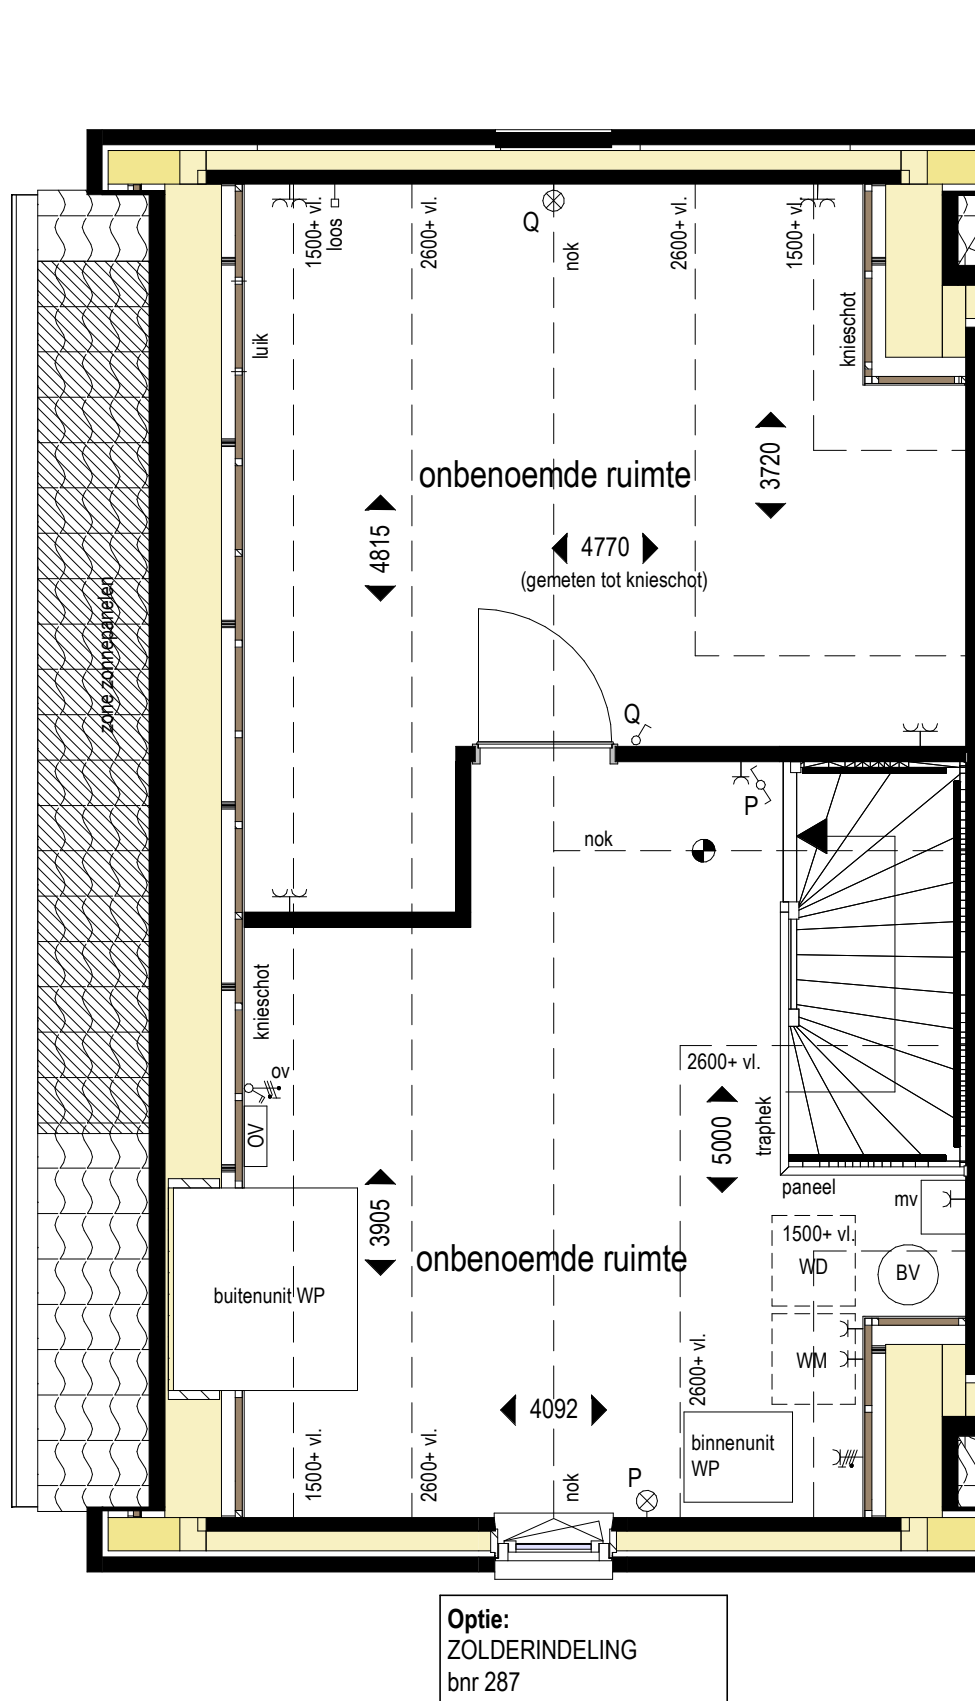 1500+ vl.
loos
2600+ vl.
Q
nok
2600+ vl.
1500+ vl.
knieschot
luik
onbenoemde ruimte
3720
4815
4770
(gemeten tot knieschot)
zone zonnepanelen
Q
P
nok
knieschot
ov
OV
2600+ vl.
5000
traphek
paneel
mv
3905
1500+ vl.
WD
BV
onbenoemde ruimte
buitenunit WP
WM
2600+ vl.
4092
1500+ vl.
2600+ vl.
nok
P
binnenunit
WP
Optie:
ZOLDERINDELING
bnr 287